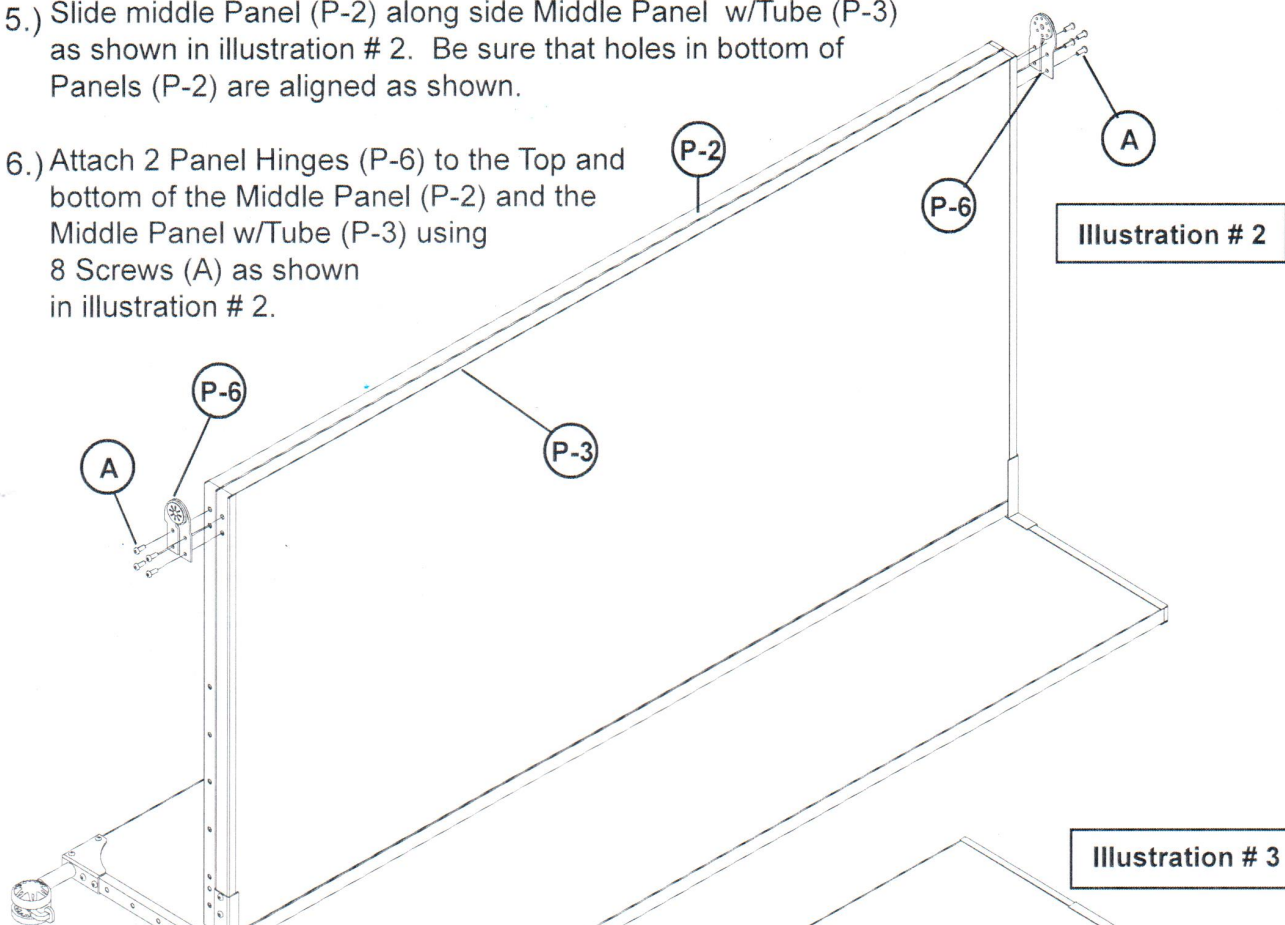 5.) Slide middle Panel (P-2) along side Middle Panel w/Tube (P-3)
as shown in illustration # 2. Be sure that holes in bottom of
Panels (P-2) are aligned as shown.
6.) Attach 2 Panel Hinges (P-6) to the Top and
bottom of the Middle Panel (P-2) and the
Middle Panel w/Tube (P-3) using
8 Screws (A) as shown
in illustration # 2.
P-2
A
P-6
Illustration # 2
P-6
P-3
A
Illustration # 3